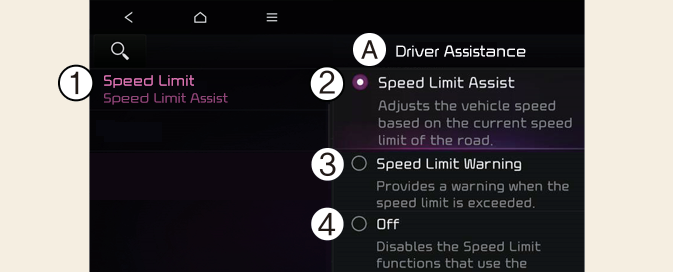 A Driver Assistance
1 Speed Limit
Speed Limit Assist
2 Speed Limit Assist
Adjusts the vehicle speed
based on the current speed
limit of the road.
3 Speed Limit Warning
Provides a warning when the
speed limit is exceeded.
4 Off
Disables the Speed Limit
functions that use the